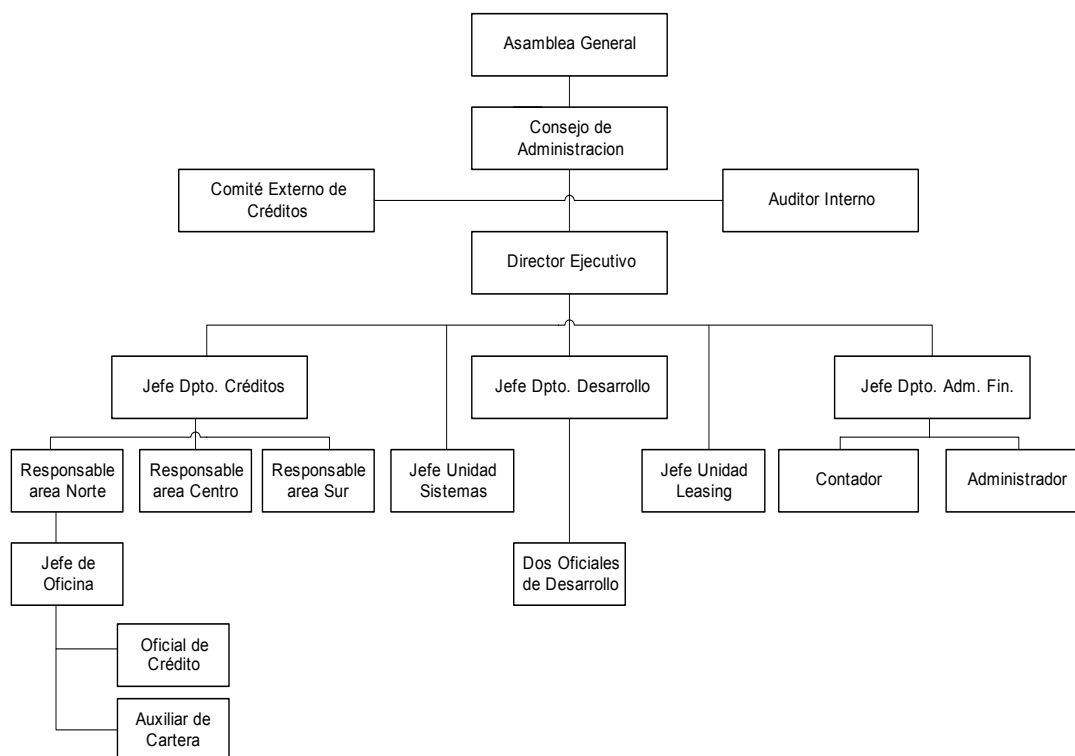 Asamblea General
Consejo de
Administracion
Comité Externo de
Créditos
Auditor Interno
Director Ejecutivo
Jefe Dpto. Créditos
Jefe Dpto. Desarrollo
Jefe Dpto. Adm. Fin.
Responsable
area Norte
Responsable
area Centro
Responsable
area Sur
Jefe Unidad
Sistemas
Jefe Unidad
Leasing
Contador
Administrador
Jefe de
Oficina
Dos Oficiales
de Desarrollo
Oficial de
Crédito
Auxiliar de
Cartera